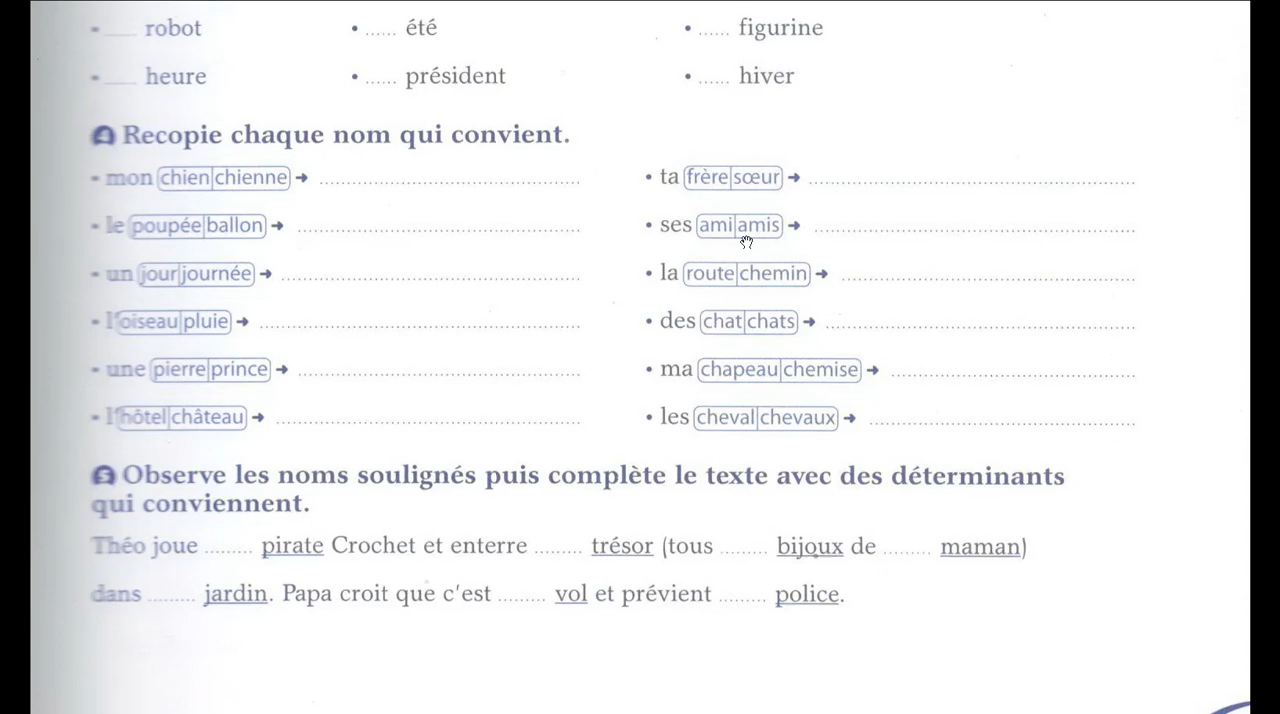 • ...... robot • ...... été • ...... figurine
• ...... heure • ...... président • ...... hiver
4 Recopie chaque nom qui convient.
• mon chien|chienne ➜ ........................ • ta frère|sœur ➜ ........................
• le poupée|ballon ➜ ........................ • ses ami|amis ➜ ........................
• un jour|journée ➜ ........................ • la route|chemin ➜ ........................
• l'oiseau|pluie ➜ ........................ • des chat|chats ➜ ........................
• une pierre|prince ➜ ........................ • ma chapeau|chemise ➜ ........................
• l'hôtel|château ➜ ........................ • les cheval|chevaux ➜ ........................
5 Observe les noms soulignés puis complète le texte avec des déterminants
qui conviennent.
Théo joue ......... pirate Crochet et enterre ......... trésor (tous ......... bijoux de ......... maman)
dans ......... jardin. Papa croit que c'est ......... vol et prévient ......... police.